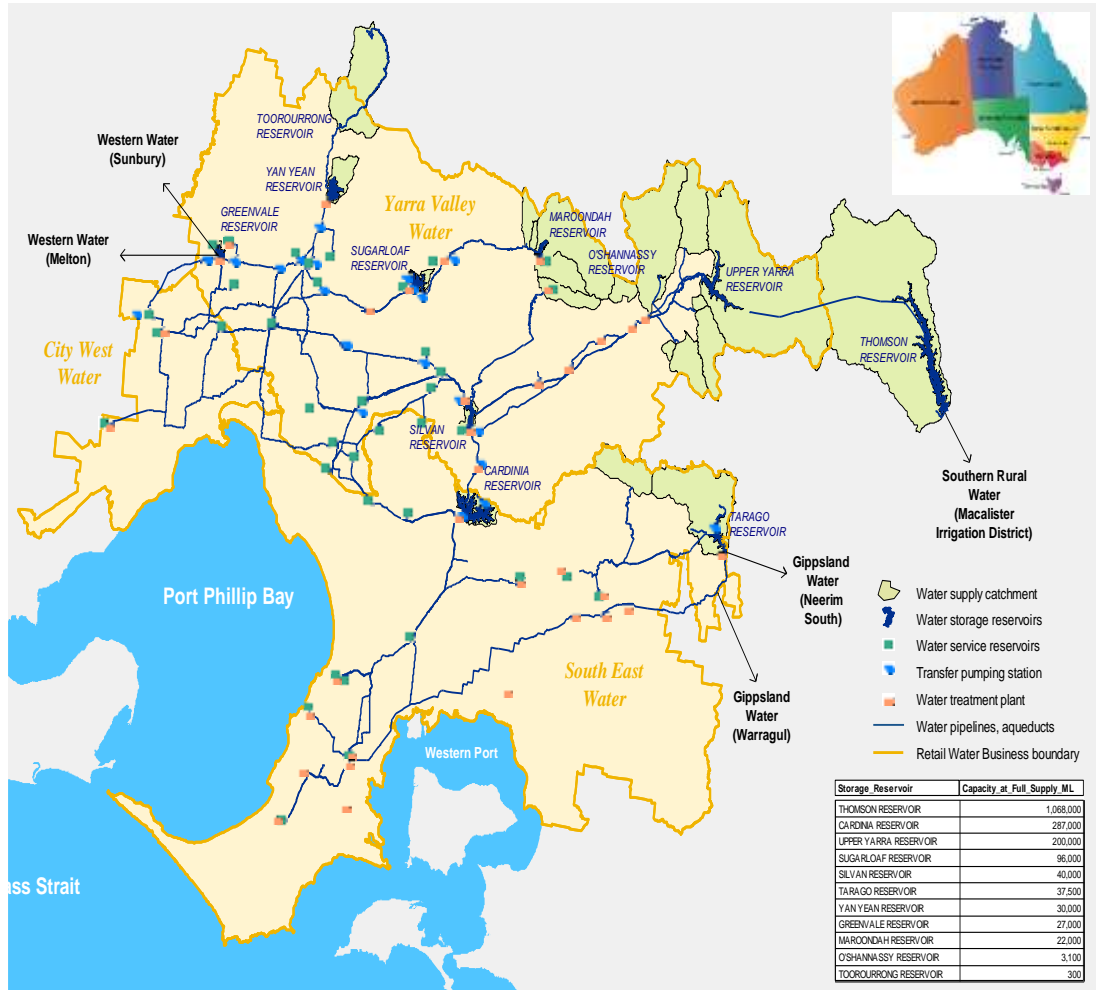 TOOROURRONG
RESERVOIR
Western Water
(Sunbury)
YAN YEAN
RESERVOIR
Yarra Valley
Water
GREENVALE
RESERVOIR
MAROONDAH
RESERVOIR
Western Water
(Melton)
SUGARLOAF
RESERVOIR
O'SHANNASSY
RESERVOIR
UPPER YARRA
RESERVOIR
City West
Water
THOMSON
RESERVOIR
SILVAN
RESERVOIR
CARDINIA
RESERVOIR
Southern Rural
Water
(Macalister
Irrigation District)
TARAGO
RESERVOIR
Gippsland
Water
(Neerim
South)
Port Phillip Bay
South East
Water
Gippsland
Water
(Warragul)
Western Port
ass Strait
Water supply catchment
Water storage reservoirs
Water service reservoirs
Transfer pumping station
Water treatment plant
Water pipelines, aqueducts
Retail Water Business boundary
Storage_Reservoir Capacity_at_Full_Supply_ML
THOMSON RESERVOIR 1,068,000
CARDINIA RESERVOIR 287,000
UPPER YARRA RESERVOIR 200,000
SUGARLOAF RESERVOIR 96,000
SILVAN RESERVOIR 40,000
TARAGO RESERVOIR 37,500
YAN YEAN RESERVOIR 30,000
GREENVALE RESERVOIR 27,000
MAROONDAH RESERVOIR 22,000
O'SHANNASSY RESERVOIR 3,100
TOOROURRONG RESERVOIR 300